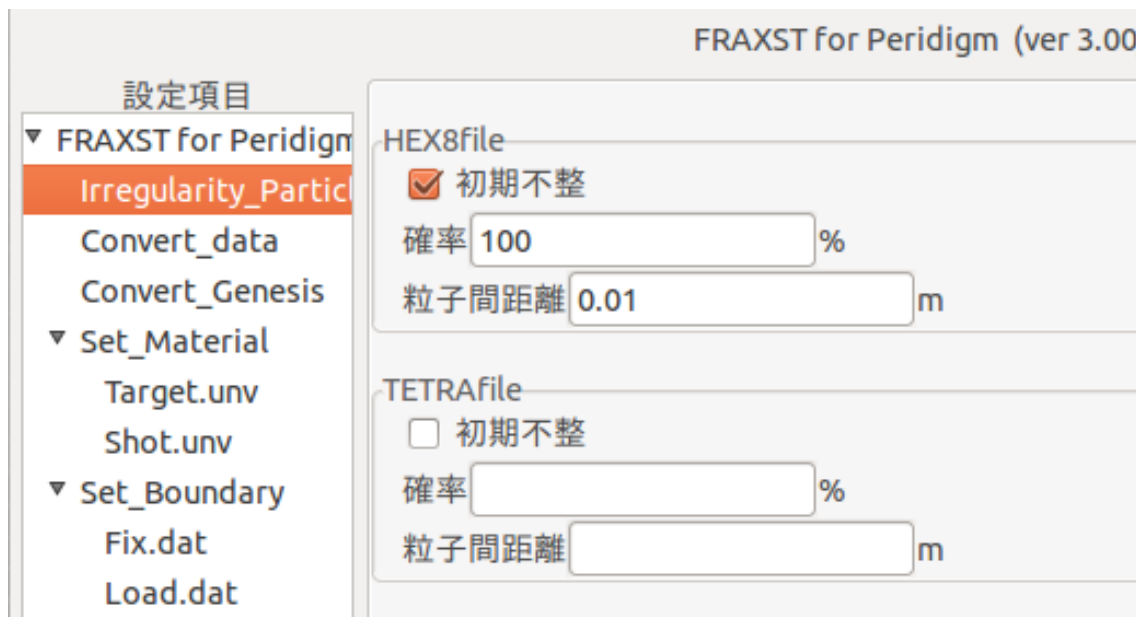 FRAXST for Peridigm (ver 3.00
設定項目
FRAXST for Peridigm
Irregularity_Particl
Convert_data
Convert_Genesis
Set_Material
Target.unv
Shot.unv
Set_Boundary
Fix.dat
Load.dat
HEX8file
初期不整
確率 100 %
粒子間距離 0.01 m
TETRAfile
初期不整
確率 %
粒子間距離 m